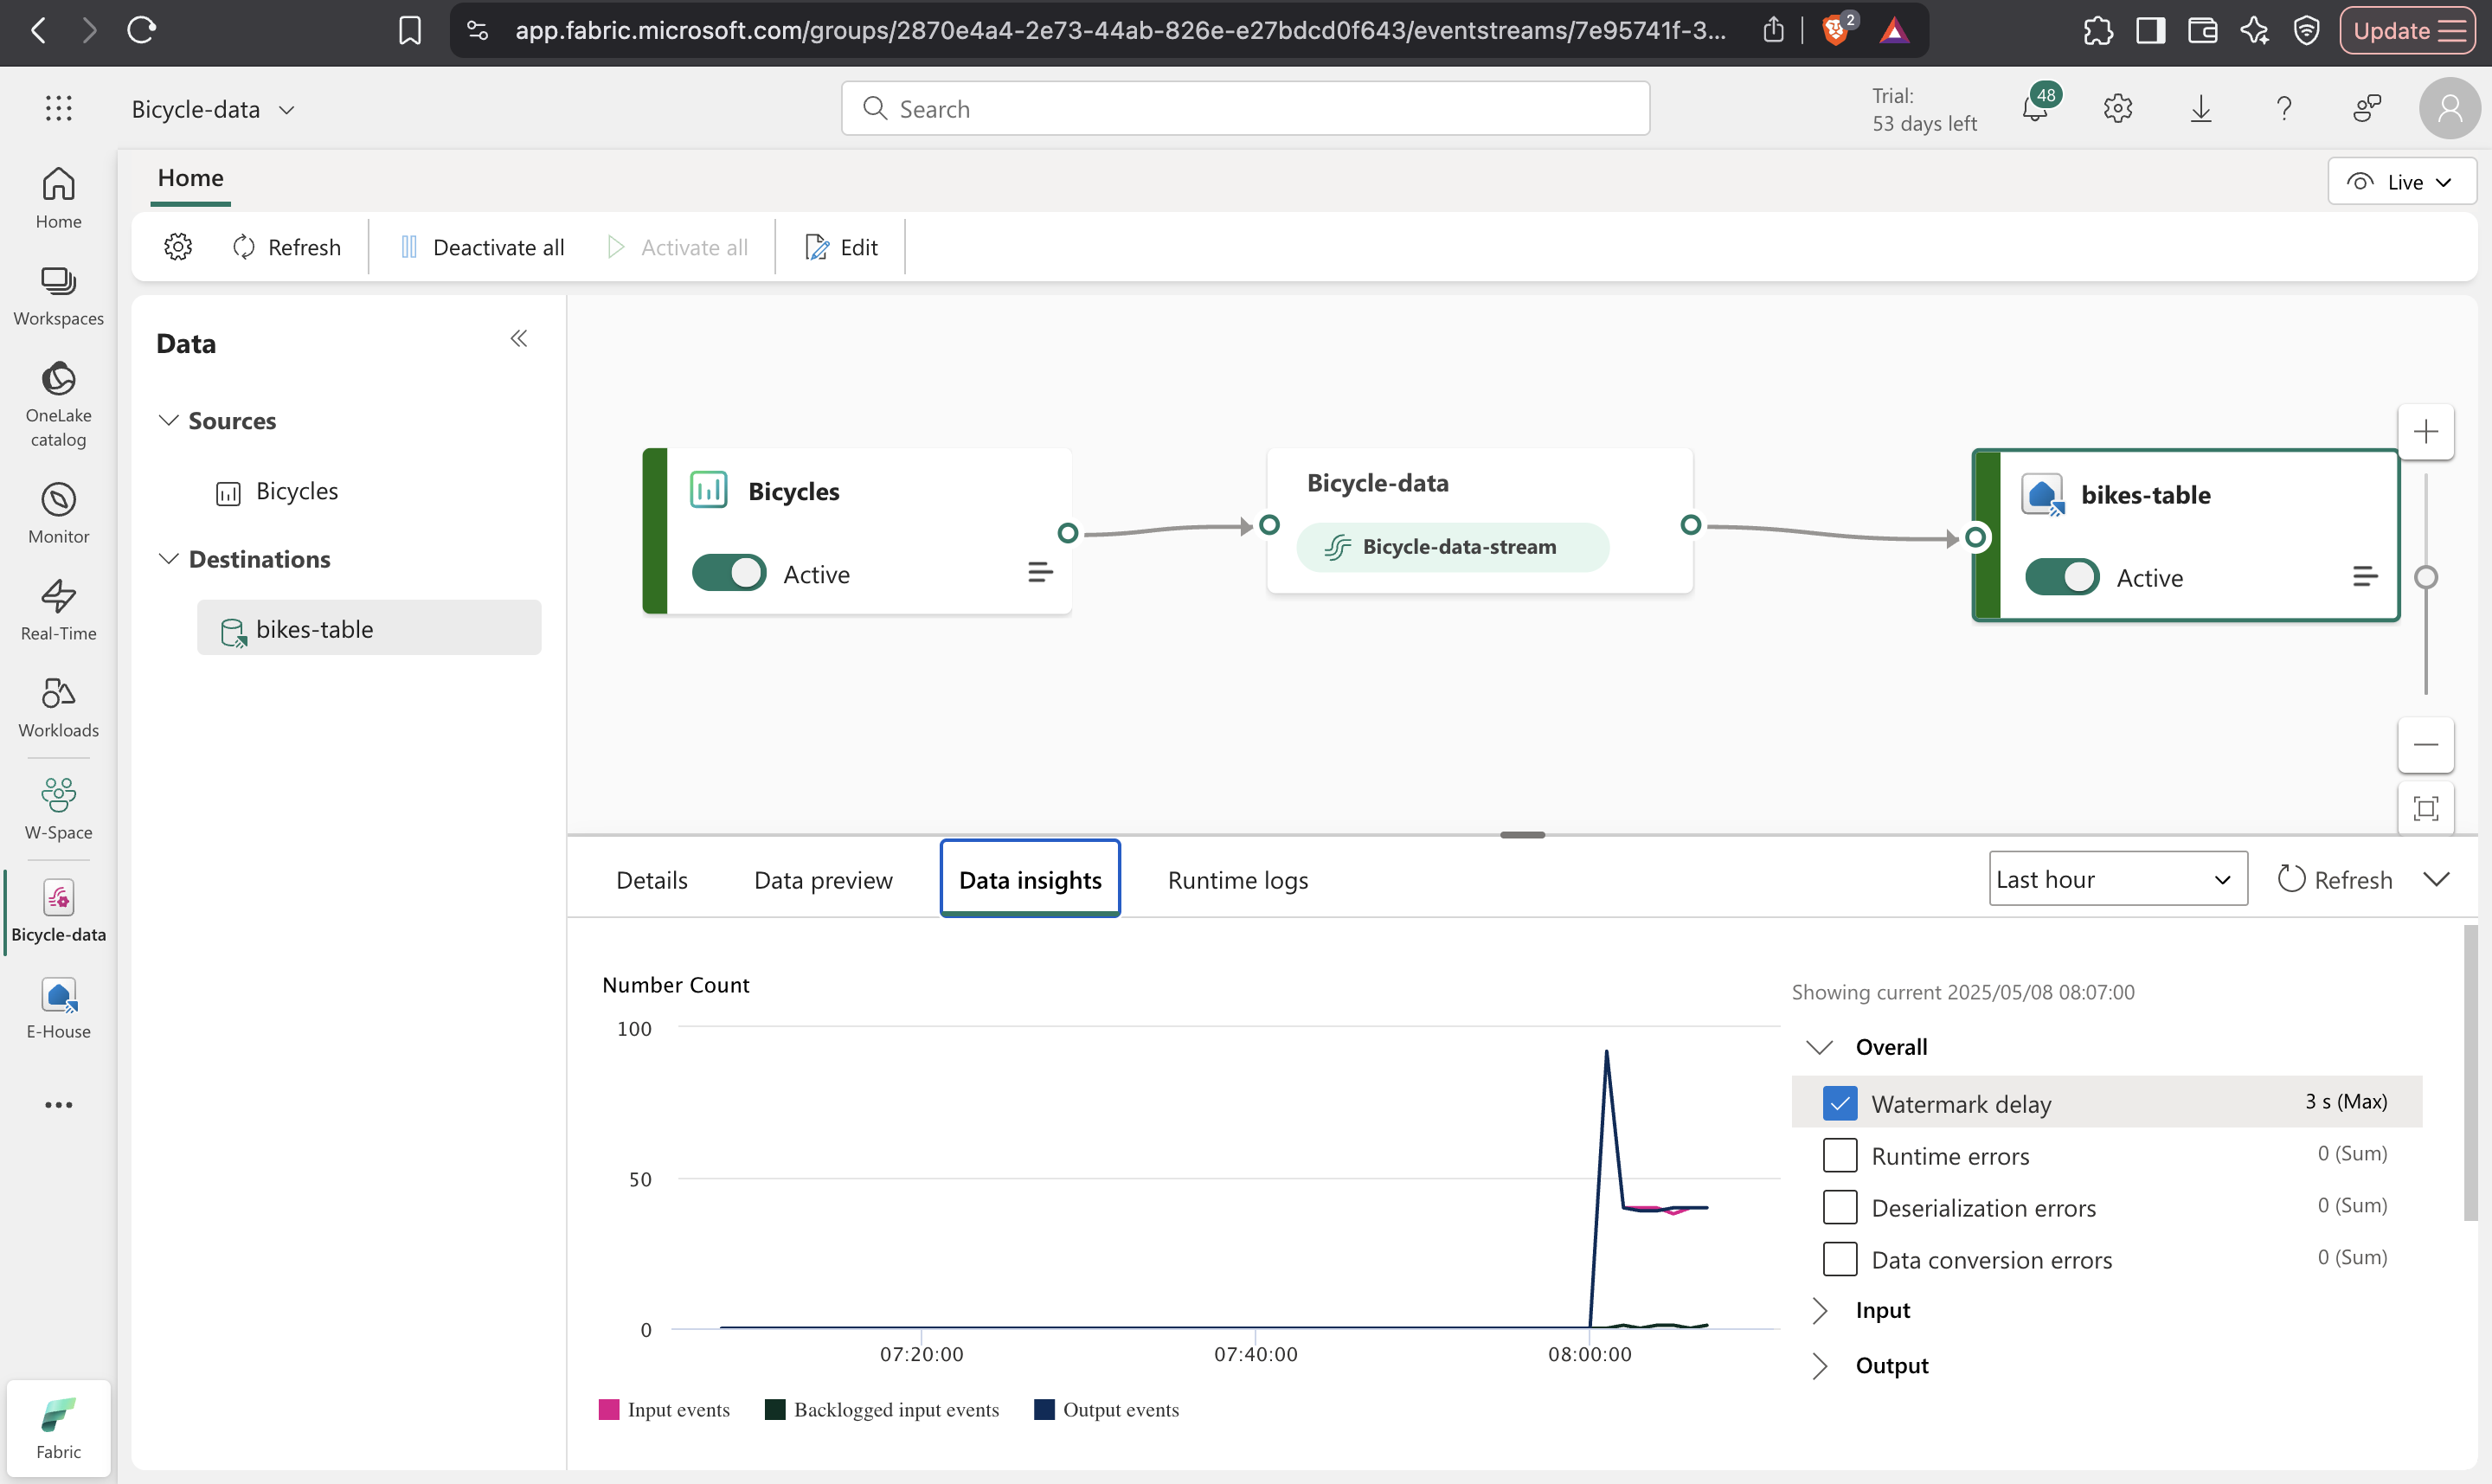 app.fabric.microsoft.com/groups/2870e4a4-2e73-44ab-826e-e27bdcd0f643/eventstreams/7e95741f-3...
2
Update
Bicycle-data
Search
Trial:
53 days left
48
Home
Workspaces
OneLake
catalog
Monitor
Real-Time
Workloads
W-Space
Bicycle-data
E-House
Fabric
Home
Live
Refresh
Deactivate all
Activate all
Edit
Data
Sources
Bicycles
Destinations
bikes-table
Bicycles
Active
Bicycle-data
Bicycle-data-stream
bikes-table
Active
Details
Data preview
Data insights
Runtime logs
Last hour
Refresh
Number Count
100
50
0
07:20:00
07:40:00
08:00:00
Input events
Backlogged input events
Output events
Showing current 2025/05/08 08:07:00
Overall
Watermark delay 3 s (Max)
Runtime errors 0 (Sum)
Deserialization errors 0 (Sum)
Data conversion errors 0 (Sum)
Input
Output